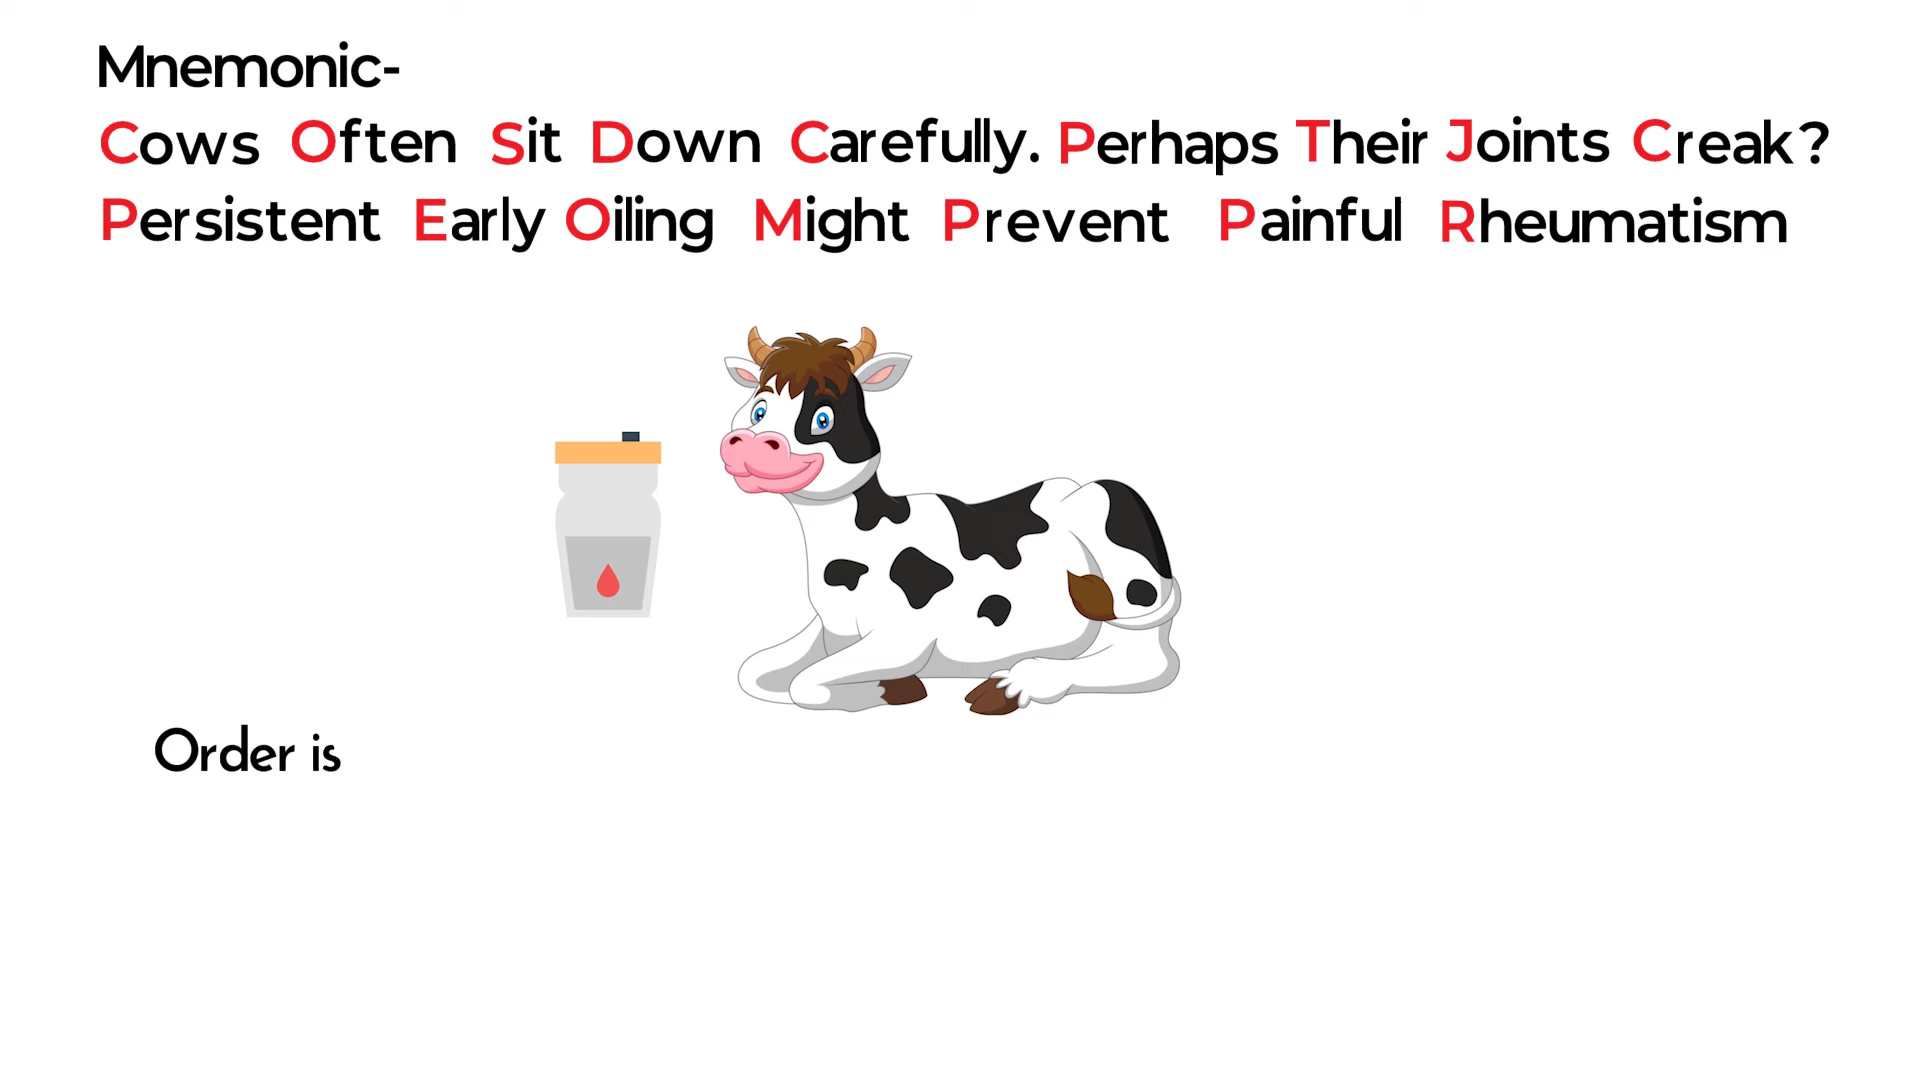 Mnemonic-
Cows Often Sit Down Carefully. Perhaps Their Joints Creak?
Persistent Early Oiling Might Prevent Painful Rheumatism
Order is